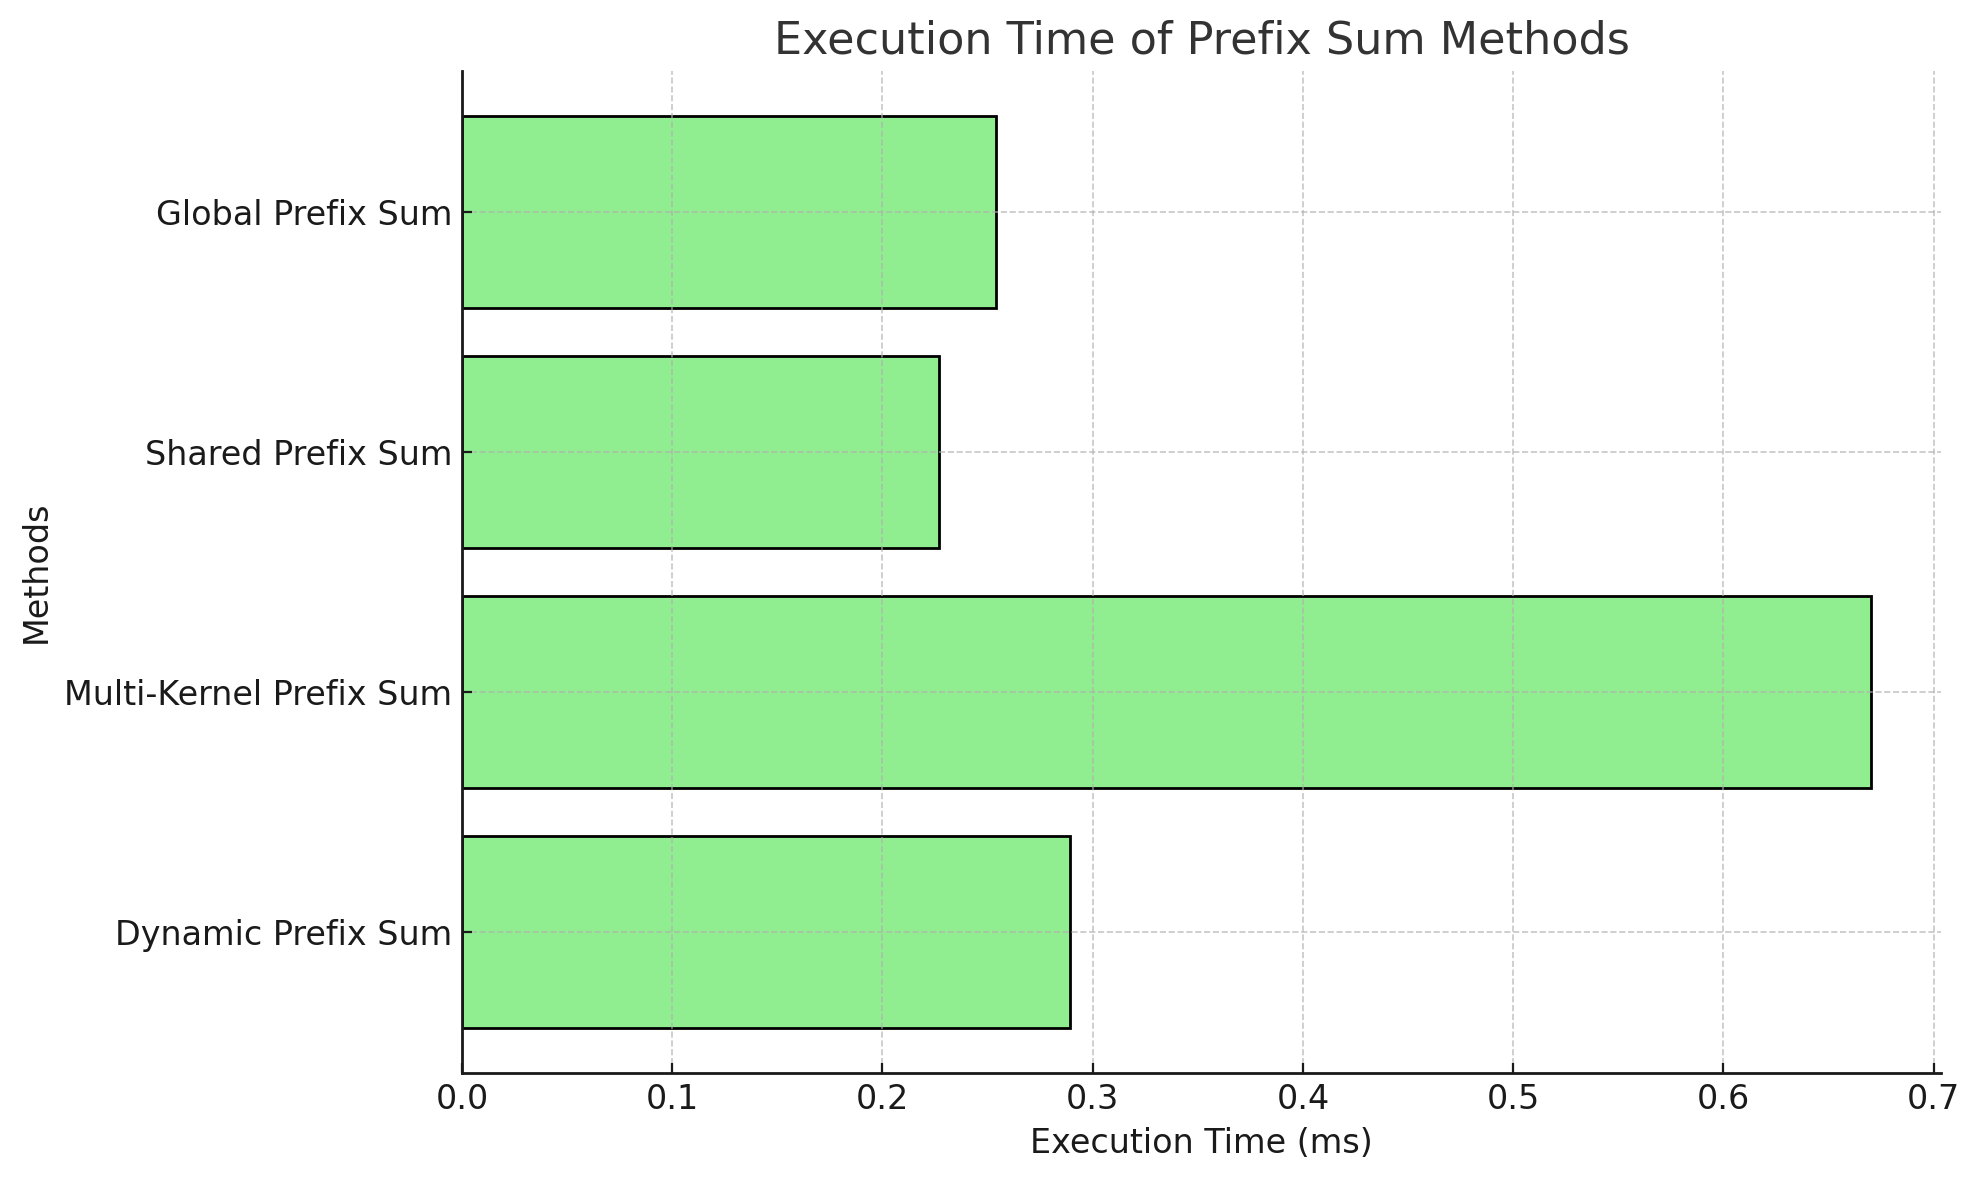 Execution Time of Prefix Sum Methods
Global Prefix Sum
Shared Prefix Sum
Methods
Multi-Kernel Prefix Sum
Dynamic Prefix Sum
0.0 0.1 0.2 0.3 0.4 0.5 0.6 0.7
Execution Time (ms)